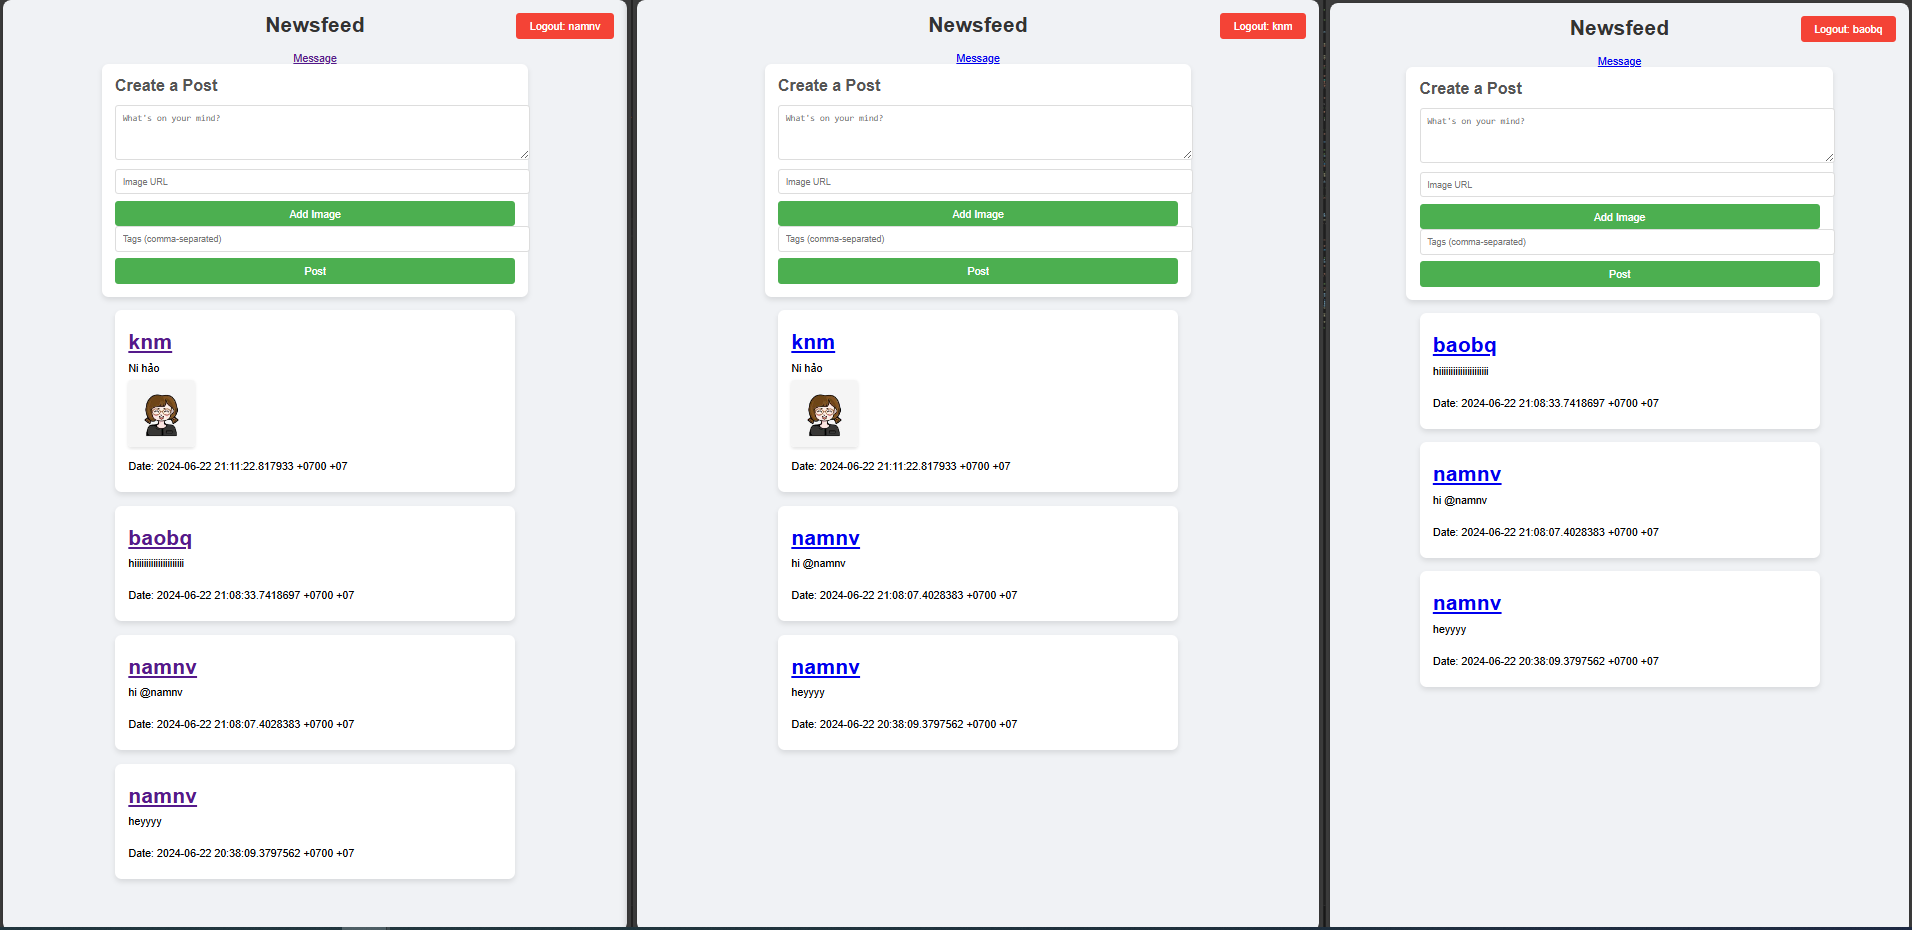 Newsfeed
Logout: namnv
Message
Create a Post
What's on your mind?
Image URL
Add Image
Tags (comma-separated)
Post
knm
Ni hảo
Date: 2024-06-22 21:11:22.817933 +0700 +07
baobq
hiiiiiiiiiiiiiiiiiiiii
Date: 2024-06-22 21:08:33.7418697 +0700 +07
namnv
hi @namnv
Date: 2024-06-22 21:08:07.4028383 +0700 +07
namnv
heyyyy
Date: 2024-06-22 20:38:09.3797562 +0700 +07
Newsfeed
Logout: knm
Message
Create a Post
What's on your mind?
Image URL
Add Image
Tags (comma-separated)
Post
knm
Ni hảo
Date: 2024-06-22 21:11:22.817933 +0700 +07
namnv
hi @namnv
Date: 2024-06-22 21:08:07.4028383 +0700 +07
namnv
heyyyy
Date: 2024-06-22 20:38:09.3797562 +0700 +07
Newsfeed
Logout: baobq
Message
Create a Post
What's on your mind?
Image URL
Add Image
Tags (comma-separated)
Post
baobq
hiiiiiiiiiiiiiiiiiiiii
Date: 2024-06-22 21:08:33.7418697 +0700 +07
namnv
hi @namnv
Date: 2024-06-22 21:08:07.4028383 +0700 +07
namnv
heyyyy
Date: 2024-06-22 20:38:09.3797562 +0700 +07